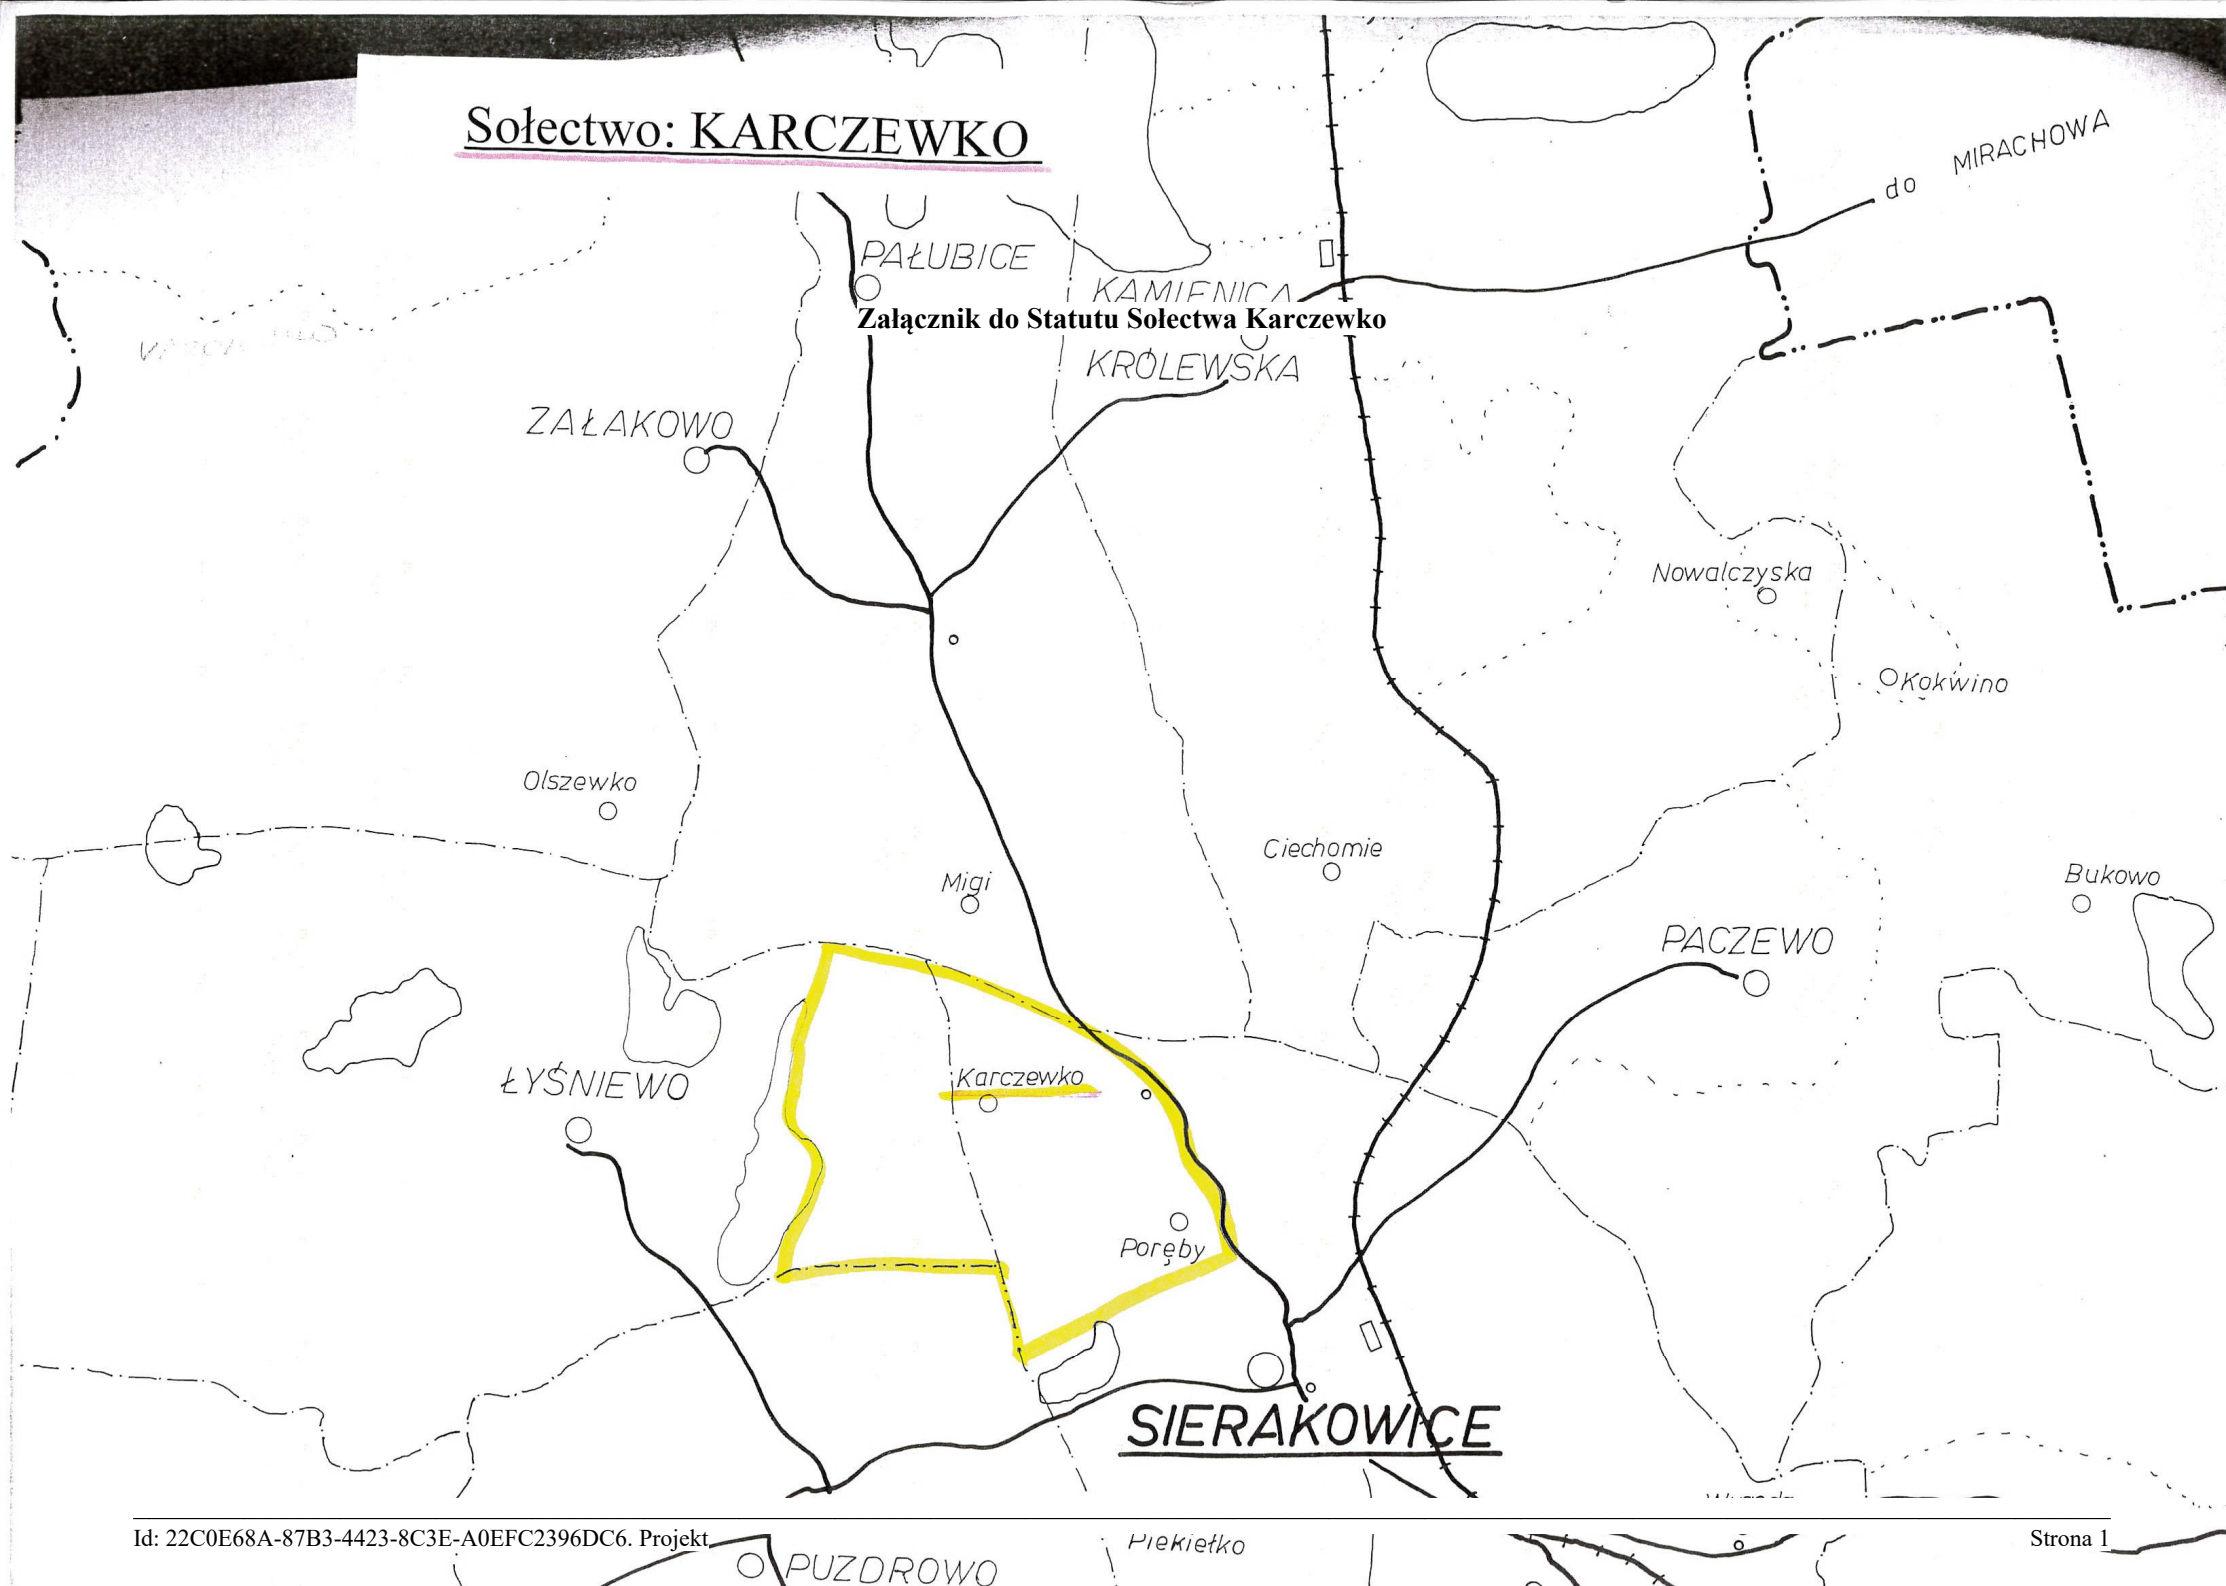 Sołectwo: KARCZEWKO
do MIRACHOWA
PAŁUBICE
KAMIENICA
Załącznik do Statutu Sołectwa Karczewko
KRÓLEWSKA
ZAŁAKOWO
Nowalczyska
Kokwino
Olszewko
Ciechomie
Migi
Bukowo
PACZEWO
Karczewko
ŁYŚNIEWO
Poręby
SIERAKOWICE
Id: 22C0E68A-87B3-4423-8C3E-A0EFC2396DC6. Projekt
Strona 1
Piekiełko
PUZDROWO